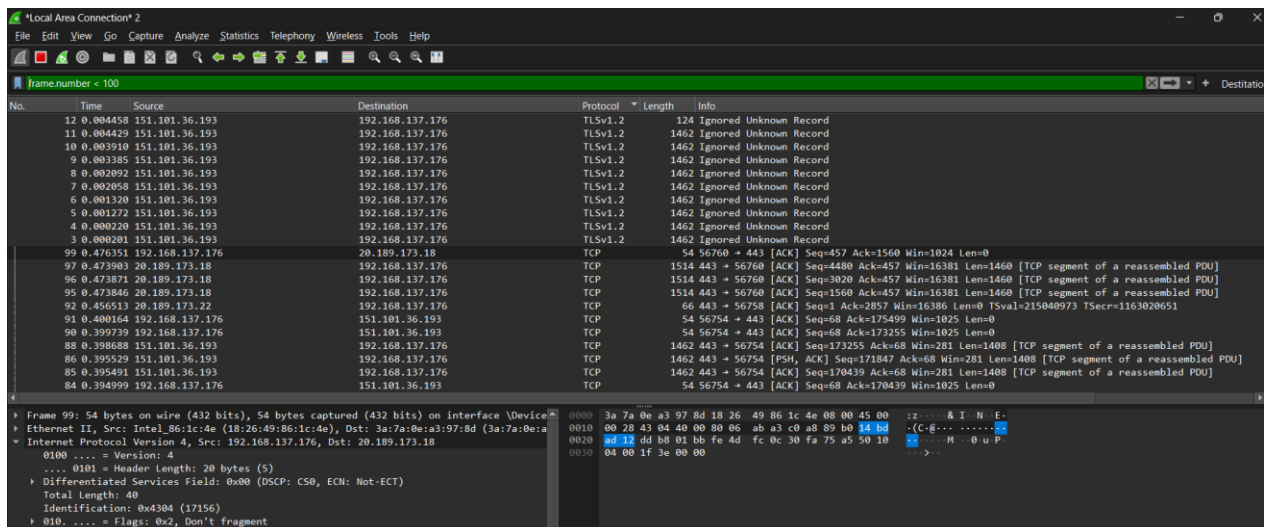 *Local Area Connection* 2
File Edit View Go Capture Analyze Statistics Telephony Wireless Tools Help
frame.number < 100
+ Destitatio
No. Time Source Destination Protocol Length Info
12 0.004458 151.101.36.193 192.168.137.176 TLSv1.2 124 Ignored Unknown Record
11 0.004429 151.101.36.193 192.168.137.176 TLSv1.2 1462 Ignored Unknown Record
10 0.003910 151.101.36.193 192.168.137.176 TLSv1.2 1462 Ignored Unknown Record
9 0.003385 151.101.36.193 192.168.137.176 TLSv1.2 1462 Ignored Unknown Record
8 0.002092 151.101.36.193 192.168.137.176 TLSv1.2 1462 Ignored Unknown Record
7 0.002058 151.101.36.193 192.168.137.176 TLSv1.2 1462 Ignored Unknown Record
6 0.001320 151.101.36.193 192.168.137.176 TLSv1.2 1462 Ignored Unknown Record
5 0.001272 151.101.36.193 192.168.137.176 TLSv1.2 1462 Ignored Unknown Record
4 0.000220 151.101.36.193 192.168.137.176 TLSv1.2 1462 Ignored Unknown Record
3 0.000201 151.101.36.193 192.168.137.176 TLSv1.2 1462 Ignored Unknown Record
99 0.476351 192.168.137.176 20.189.173.18 TCP 54 56760 → 443 [ACK] Seq=457 Ack=1560 Win=1024 Len=0
97 0.473903 20.189.173.18 192.168.137.176 TCP 1514 443 → 56760 [ACK] Seq=4480 Ack=457 Win=16381 Len=1460 [TCP segment of a reassembled PDU]
96 0.473871 20.189.173.18 192.168.137.176 TCP 1514 443 → 56760 [ACK] Seq=3020 Ack=457 Win=16381 Len=1460 [TCP segment of a reassembled PDU]
95 0.473846 20.189.173.18 192.168.137.176 TCP 1514 443 → 56760 [ACK] Seq=1560 Ack=457 Win=16381 Len=1460 [TCP segment of a reassembled PDU]
92 0.456513 20.189.173.22 192.168.137.176 TCP 66 443 → 56758 [ACK] Seq=1 Ack=2857 Win=16386 Len=0 TSval=215040973 TSecr=1163020651
91 0.400164 192.168.137.176 151.101.36.193 TCP 54 56754 → 443 [ACK] Seq=68 Ack=175499 Win=1025 Len=0
90 0.399739 192.168.137.176 151.101.36.193 TCP 54 56754 → 443 [ACK] Seq=68 Ack=173255 Win=1025 Len=0
88 0.398688 151.101.36.193 192.168.137.176 TCP 1462 443 → 56754 [ACK] Seq=173255 Ack=68 Win=281 Len=1408 [TCP segment of a reassembled PDU]
86 0.395529 151.101.36.193 192.168.137.176 TCP 1462 443 → 56754 [PSH, ACK] Seq=171847 Ack=68 Win=281 Len=1408 [TCP segment of a reassembled PDU]
85 0.395491 151.101.36.193 192.168.137.176 TCP 1462 443 → 56754 [ACK] Seq=170439 Ack=68 Win=281 Len=1408 [TCP segment of a reassembled PDU]
84 0.394999 192.168.137.176 151.101.36.193 TCP 54 56754 → 443 [ACK] Seq=68 Ack=170439 Win=1025 Len=0
Frame 99: 54 bytes on wire (432 bits), 54 bytes captured (432 bits) on interface \Device
Ethernet II, Src: Intel_86:1c:4e (18:26:49:86:1c:4e), Dst: 3a:7a:0e:a3:97:8d (3a:7a:0e:a
Internet Protocol Version 4, Src: 192.168.137.176, Dst: 20.189.173.18
0100 .... = Version: 4
.... 0101 = Header Length: 20 bytes (5)
Differentiated Services Field: 0x00 (DSCP: CS0, ECN: Not-ECT)
Total Length: 40
Identification: 0x4304 (17156)
010. .... = Flags: 0x2, Don't fragment
0000 3a 7a 0e a3 97 8d 18 26 49 86 1c 4e 08 00 45 00 :z·····& I··N··E·
0010 00 28 43 04 40 00 80 06 ab a3 c0 a8 89 b0 14 bd ·(C·@··· ········
0020 ad 12 dd b8 01 bb fe 4d fc 0c 30 fa 75 a5 50 10 ·······M ··0·u·P·
0030 04 00 1f 3e 00 00 ···>··